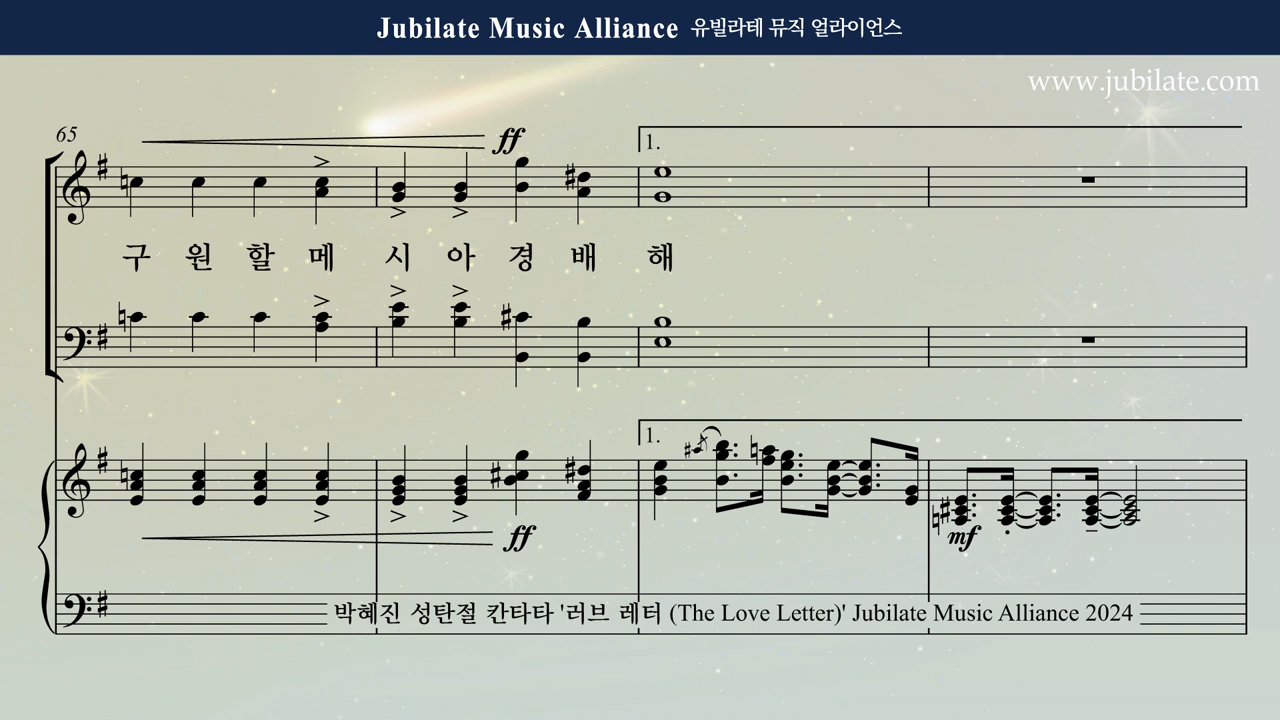 Jubilate Music Alliance 유빌라테 뮤직 얼라이언스
www.jubilate.com
65
ff
1.
구 원 할 메 시 아 경 배 해
1.
ff
mf
박혜진 성탄절 칸타타 '러브 레터 (The Love Letter)' Jubilate Music Alliance 2024